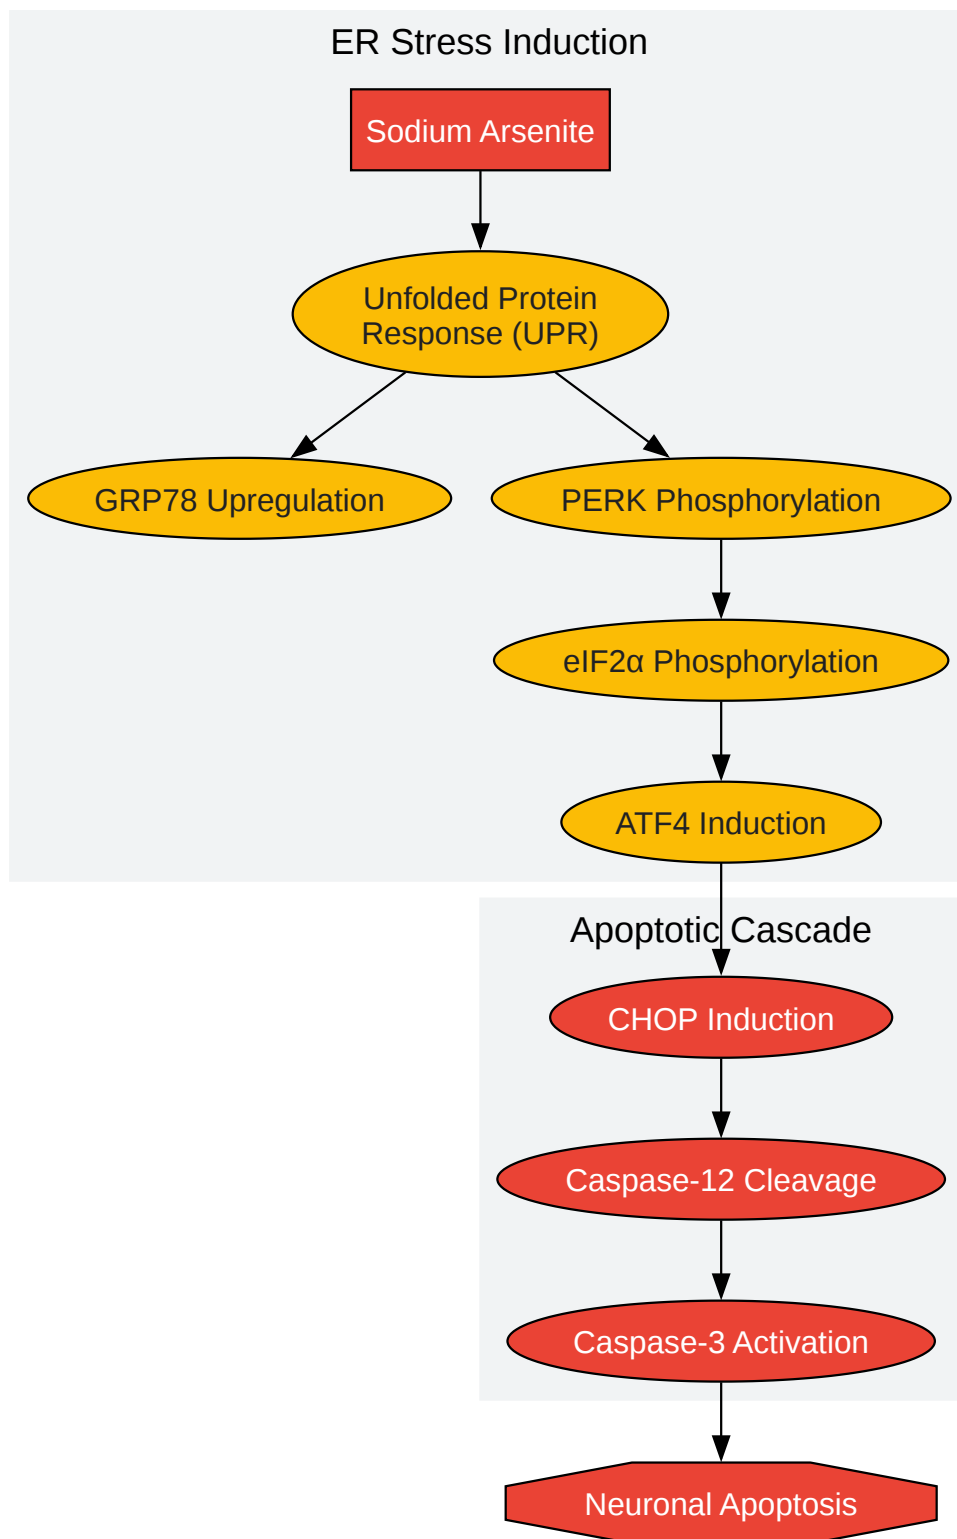 ER Stress Induction
Sodium Arsenite
Unfolded Protein
Response (UPR)
GRP78 Upregulation
PERK Phosphorylation
eIF2α Phosphorylation
ATF4 Induction
Apoptotic Cascade
CHOP Induction
Caspase-12 Cleavage
Caspase-3 Activation
Neuronal Apoptosis